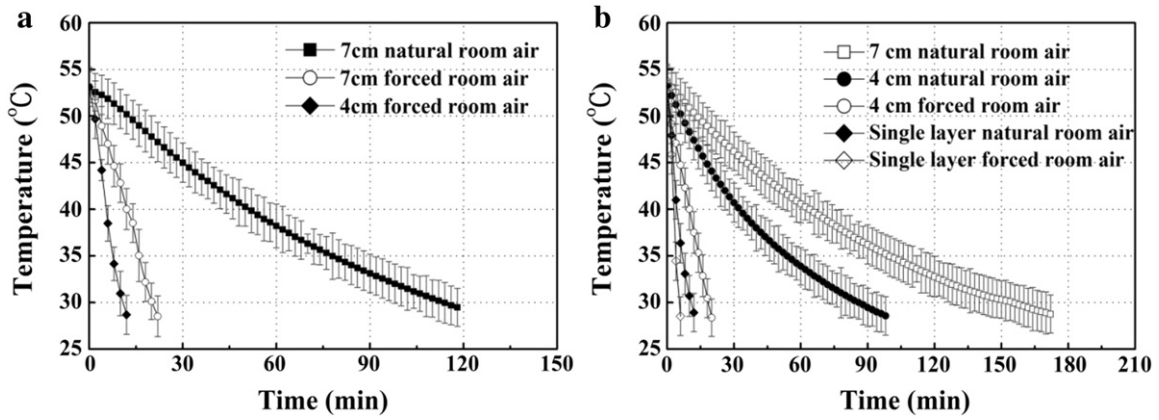 a
60
55
50
45
40
35
30
25
Temperature (°C)
7cm natural room air
7cm forced room air
4cm forced room air
0 30 60 90 120 150
Time (min)
b
60
55
50
45
40
35
30
25
Temperature (°C)
7 cm natural room air
4 cm natural room air
4 cm forced room air
Single layer natural room air
Single layer forced room air
0 30 60 90 120 150 180 210
Time (min)